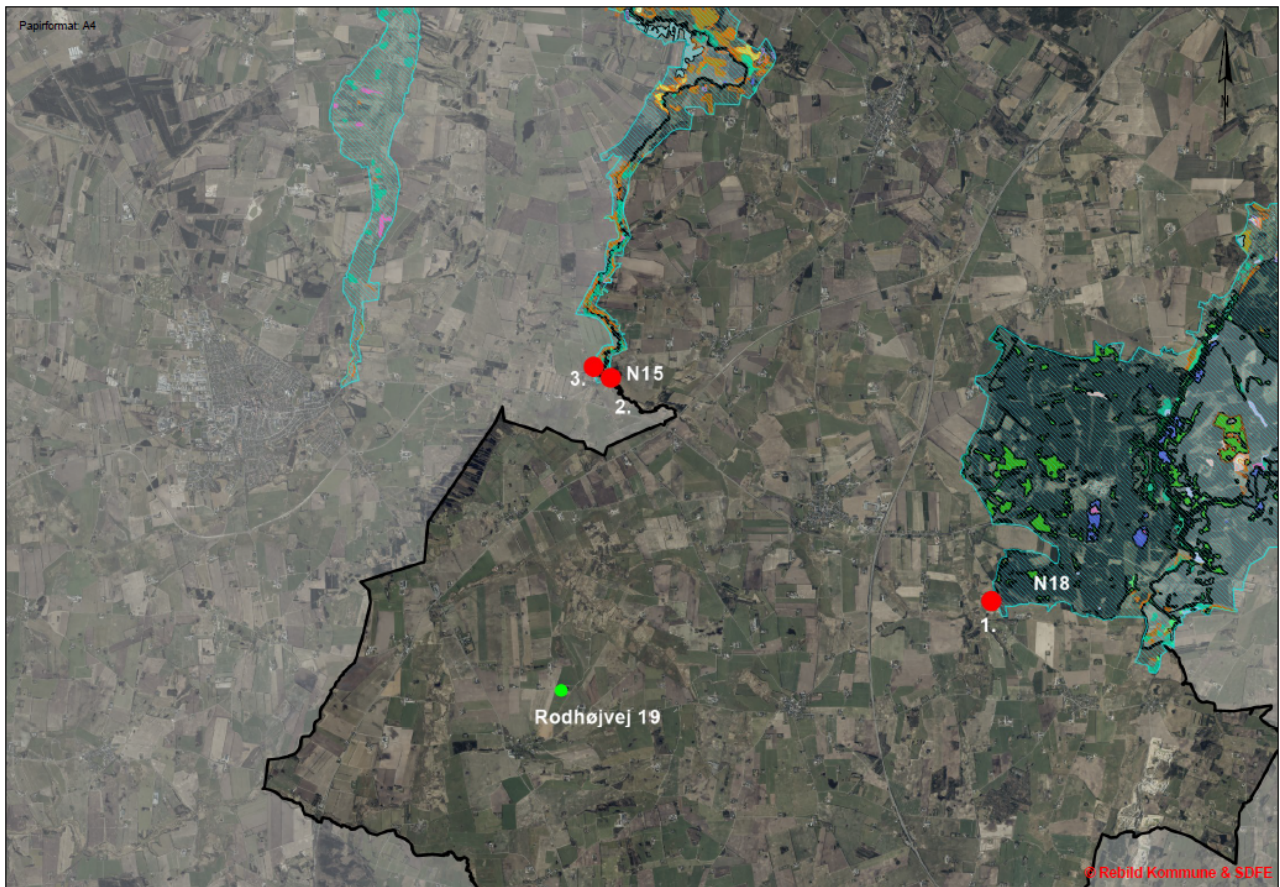 Papirformat: A4
N
3.
N15
2.
N18
1.
Rodhøjvej 19
© Rebild Kommune & SDFE